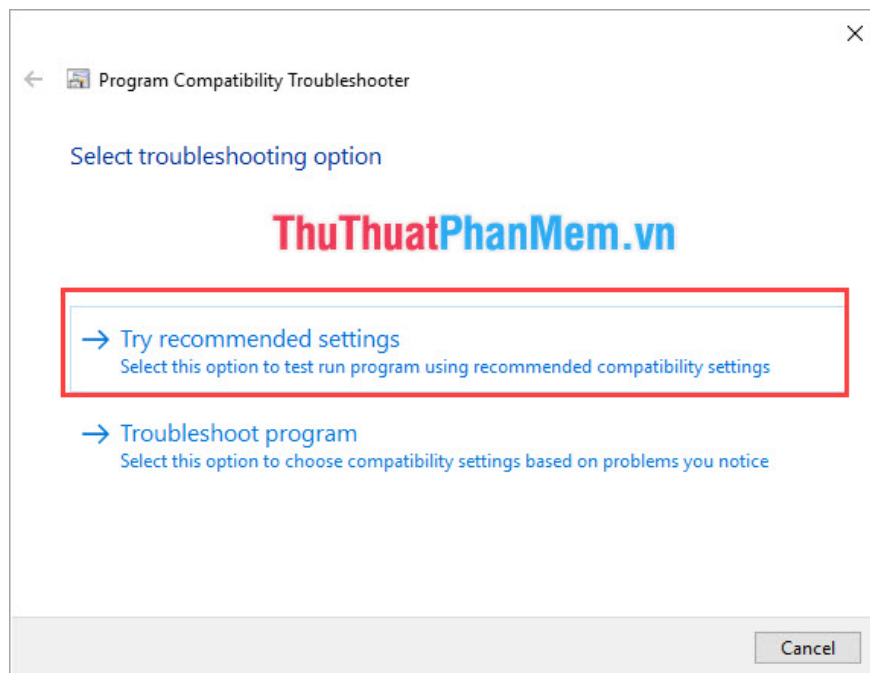 Program Compatibility Troubleshooter
Select troubleshooting option
ThuThuatPhanMem.vn
Try recommended settings
Select this option to test run program using recommended compatibility settings
Troubleshoot program
Select this option to choose compatibility settings based on problems you notice
Cancel